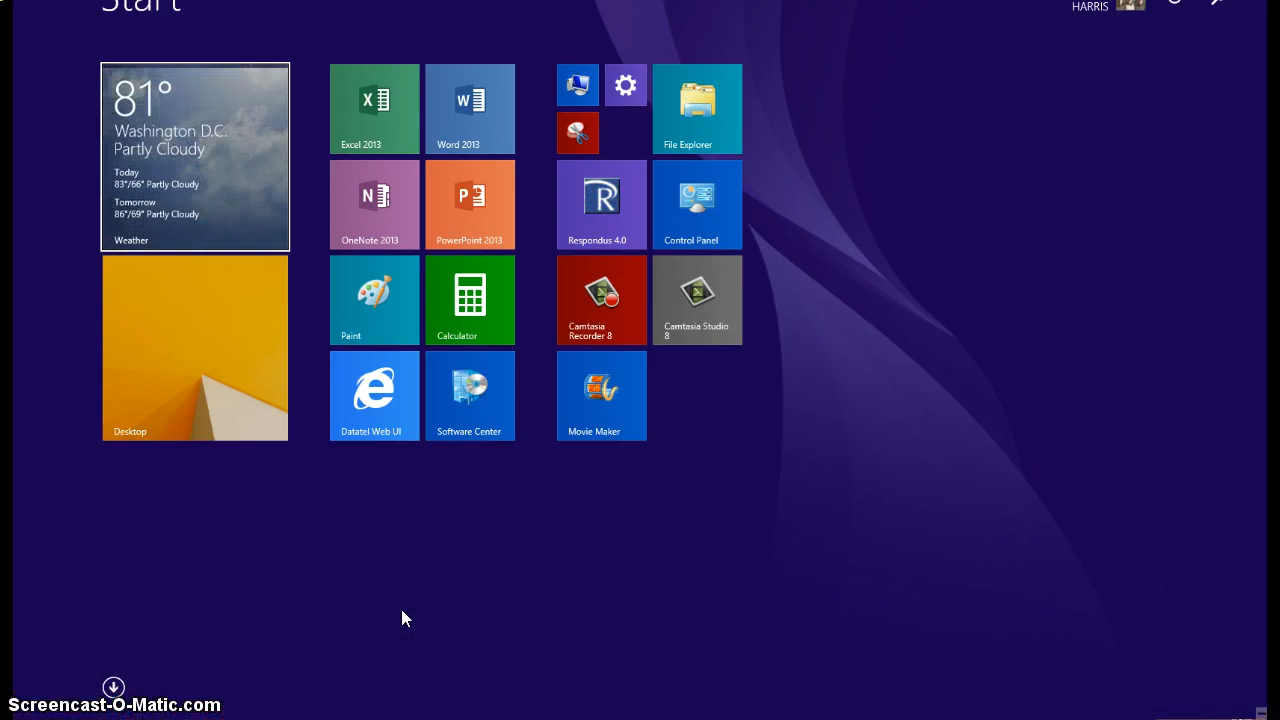 Start
HARRIS
81°
Washington D.C.
Partly Cloudy
Today
83°/66° Partly Cloudy
Tomorrow
86°/69° Partly Cloudy
Weather
Desktop
Excel 2013
Word 2013
OneNote 2013
PowerPoint 2013
Paint
Calculator
Datatel Web UI
Software Center
File Explorer
Respondus 4.0
Control Panel
Camtasia
Recorder 8
Camtasia Studio
8
Movie Maker
Screencast-O-Matic.com